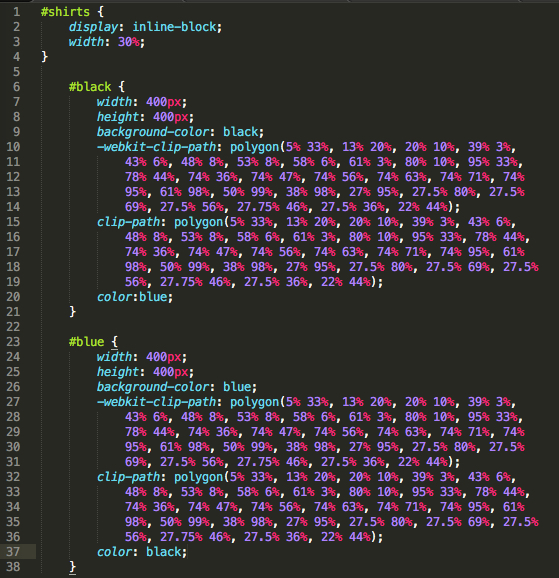 1 #shirts {
2 display: inline-block;
3 width: 30%;
4 }
5
6 #black {
7 width: 400px;
8 height: 400px;
9 background-color: black;
10 -webkit-clip-path: polygon(5% 33%, 13% 20%, 20% 10%, 39% 3%,
11 43% 6%, 48% 8%, 53% 8%, 58% 6%, 61% 3%, 80% 10%, 95% 33%,
12 78% 44%, 74% 36%, 74% 47%, 74% 56%, 74% 63%, 74% 71%, 74%
13 95%, 61% 98%, 50% 99%, 38% 98%, 27% 95%, 27.5% 80%, 27.5%
14 69%, 27.5% 56%, 27.75% 46%, 27.5% 36%, 22% 44%);
15 clip-path: polygon(5% 33%, 13% 20%, 20% 10%, 39% 3%, 43% 6%,
16 48% 8%, 53% 8%, 58% 6%, 61% 3%, 80% 10%, 95% 33%, 78% 44%,
17 74% 36%, 74% 47%, 74% 56%, 74% 63%, 74% 71%, 74% 95%, 61%
18 98%, 50% 99%, 38% 98%, 27% 95%, 27.5% 80%, 27.5% 69%, 27.5%
19 56%, 27.75% 46%, 27.5% 36%, 22% 44%);
20 color:blue;
21 }
22
23 #blue {
24 width: 400px;
25 height: 400px;
26 background-color: blue;
27 -webkit-clip-path: polygon(5% 33%, 13% 20%, 20% 10%, 39% 3%,
28 43% 6%, 48% 8%, 53% 8%, 58% 6%, 61% 3%, 80% 10%, 95% 33%,
29 78% 44%, 74% 36%, 74% 47%, 74% 56%, 74% 63%, 74% 71%, 74%
30 95%, 61% 98%, 50% 99%, 38% 98%, 27% 95%, 27.5% 80%, 27.5%
31 69%, 27.5% 56%, 27.75% 46%, 27.5% 36%, 22% 44%);
32 clip-path: polygon(5% 33%, 13% 20%, 20% 10%, 39% 3%, 43% 6%,
33 48% 8%, 53% 8%, 58% 6%, 61% 3%, 80% 10%, 95% 33%, 78% 44%,
34 74% 36%, 74% 47%, 74% 56%, 74% 63%, 74% 71%, 74% 95%, 61%
35 98%, 50% 99%, 38% 98%, 27% 95%, 27.5% 80%, 27.5% 69%, 27.5%
36 56%, 27.75% 46%, 27.5% 36%, 22% 44%);
37 color: black;
38 }